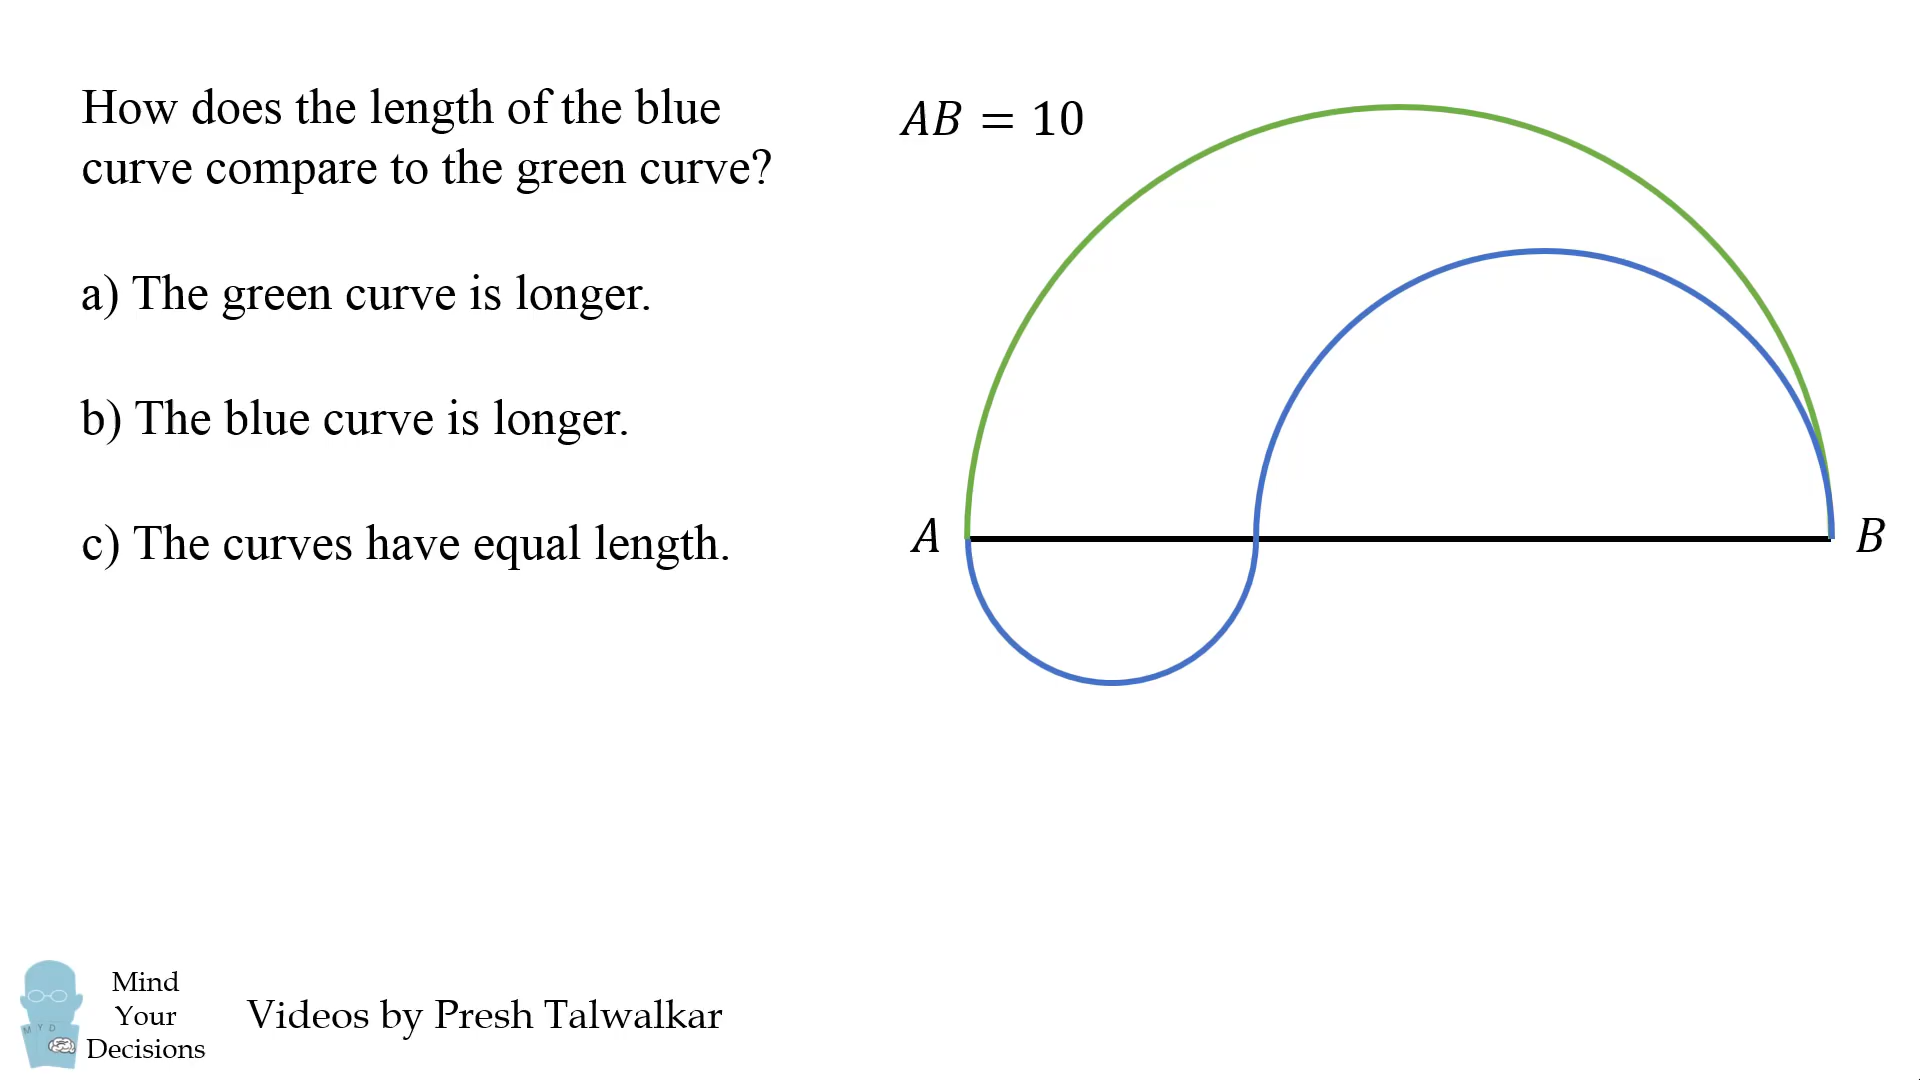 How does the length of the blue
curve compare to the green curve?
a) The green curve is longer.
b) The blue curve is longer.
c) The curves have equal length.
AB = 10
A
B
M Y D
Mind
Your
Decisions
Videos by Presh Talwalkar